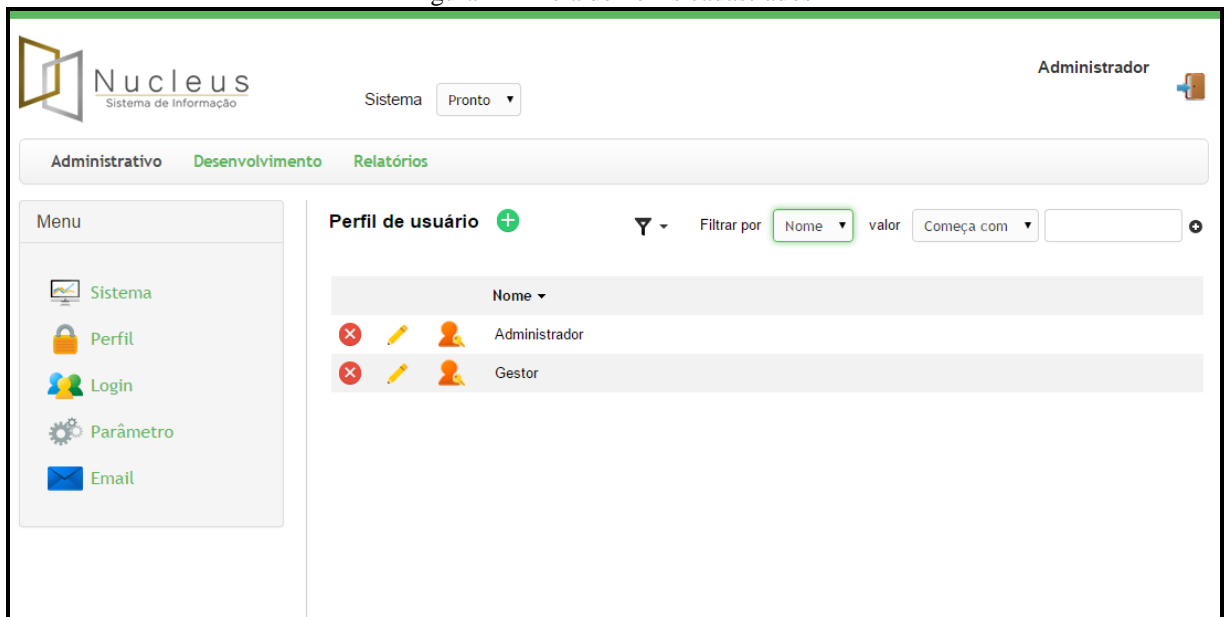 Nucleus
Sistema de Informação
Sistema Pronto
Administrador
Administrativo Desenvolvimento Relatórios
Menu
Sistema
Perfil
Login
Parâmetro
Email
Perfil de usuário
Filtrar por Nome valor Começa com
Nome
Administrador
Gestor